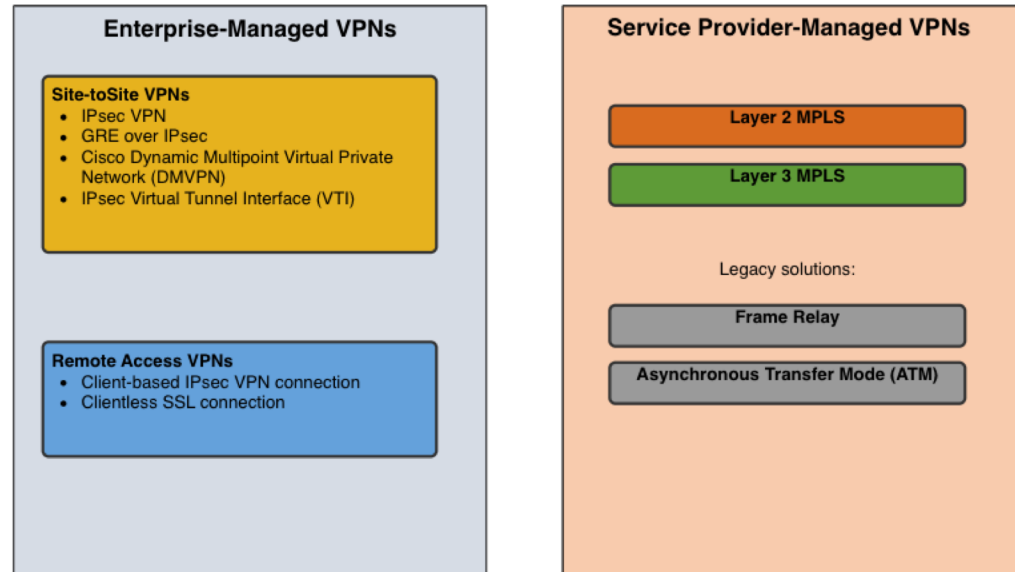 Enterprise-Managed VPNs
Site-toSite VPNs
• IPsec VPN
• GRE over IPsec
• Cisco Dynamic Multipoint Virtual Private
Network (DMVPN)
• IPsec Virtual Tunnel Interface (VTI)
Remote Access VPNs
• Client-based IPsec VPN connection
• Clientless SSL connection
Service Provider-Managed VPNs
Layer 2 MPLS
Layer 3 MPLS
Legacy solutions:
Frame Relay
Asynchronous Transfer Mode (ATM)